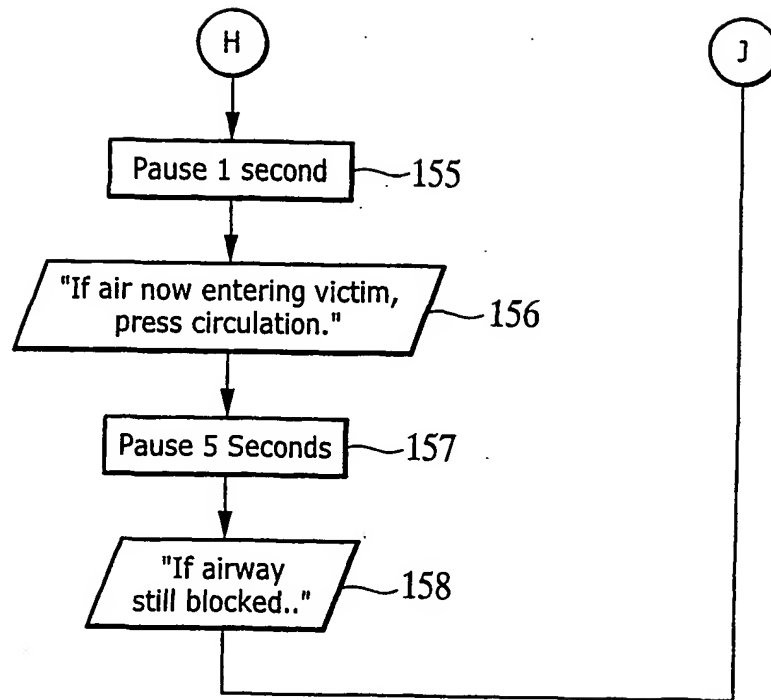 H
J
Pause 1 second
155
"If air now entering victim,
press circulation."
156
Pause 5 Seconds
157
"If airway
still blocked.."
158